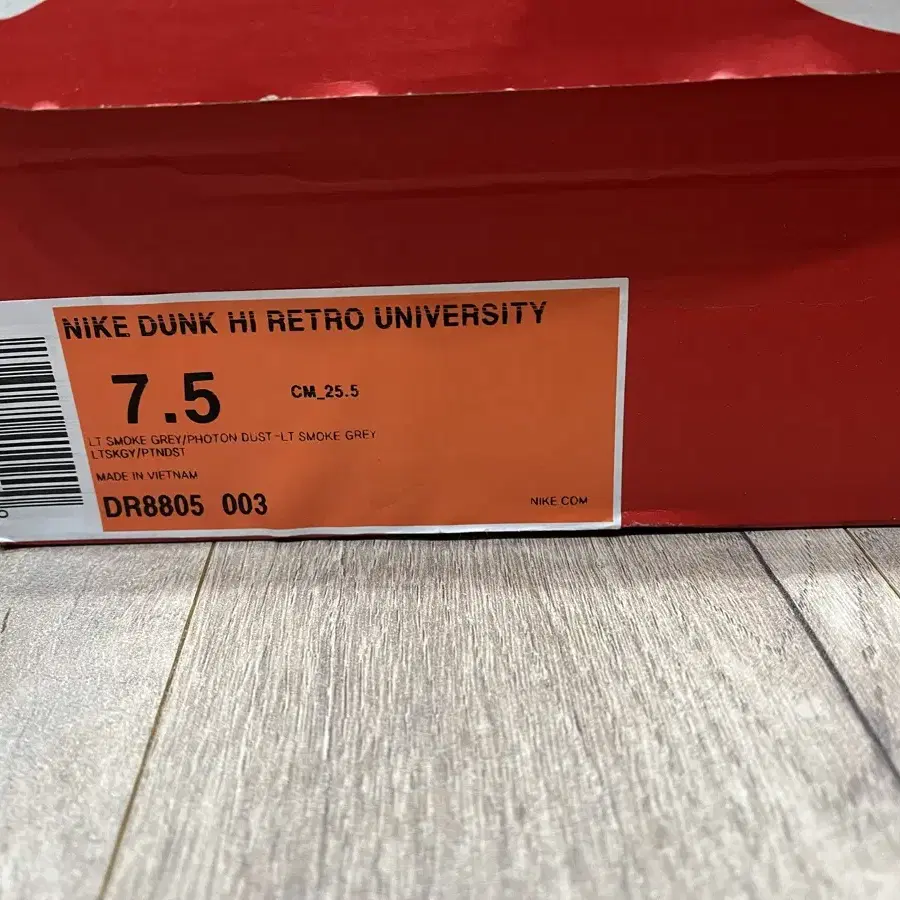 NIKE DUNK HI RETRO UNIVERSITY
7.5
CM_25.5
LT SMOKE GREY/PHOTON DUST-LT SMOKE GREY
LTSKGY/PTNDST
MADE IN VIETNAM
DR8805 003
NIKE.COM